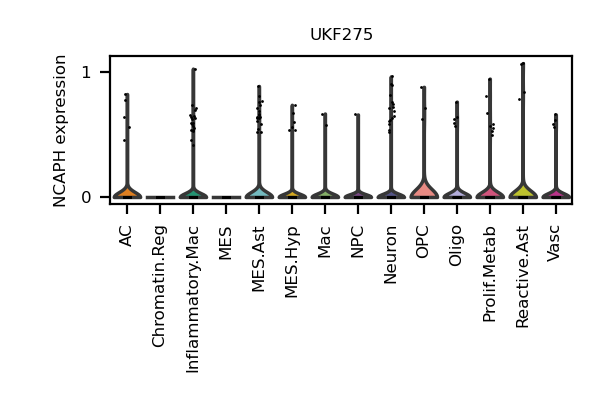 UKF275
NCAPH expression
1
0
AC
Chromatin.Reg
Inflammatory.Mac
MES
MES.Ast
MES.Hyp
Mac
NPC
Neuron
OPC
Oligo
Prolif.Metab
Reactive.Ast
Vasc